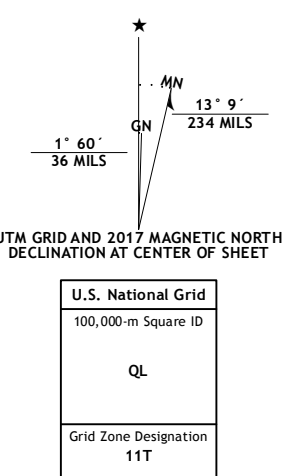 ★
MN
GN
13° 9´
234 MILS
1° 60´
36 MILS
UTM GRID AND 2017 MAGNETIC NORTH
DECLINATION AT CENTER OF SHEET
U.S. National Grid
100,000-m Square ID
QL
Grid Zone Designation
11T